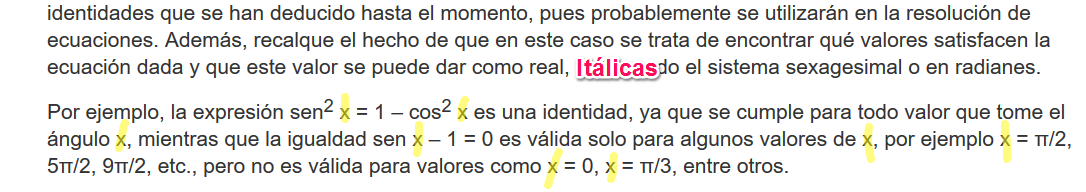 identidades que se han deducido hasta el momento, pues probablemente se utilizarán en la resolución de
ecuaciones. Además, recalque el hecho de que en este caso se trata de encontrar qué valores satisfacen la
ecuación dada y que este valor se puede dar como real, Itálicas do el sistema sexagesimal o en radianes.
Por ejemplo, la expresión sen² x = 1 – cos² x es una identidad, ya que se cumple para todo valor que tome el
ángulo x, mientras que la igualdad sen x – 1 = 0 es válida solo para algunos valores de x, por ejemplo x = π/2,
5π/2, 9π/2, etc., pero no es válida para valores como x = 0, x = π/3, entre otros.